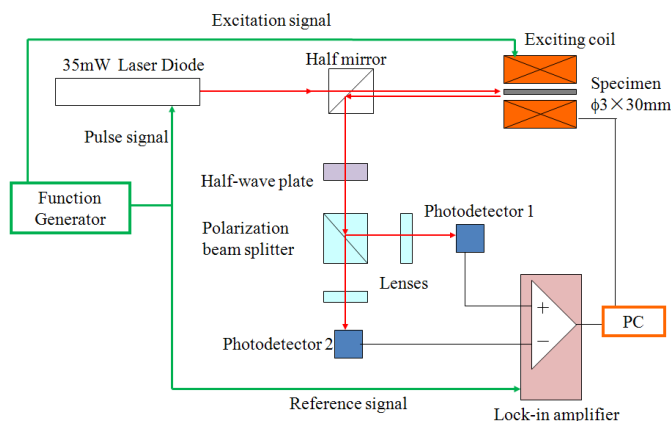 Excitation signal
Exciting coil
35mW Laser Diode
Half mirror
Specimen
ϕ3×30mm
Pulse signal
Half-wave plate
Function
Generator
Photodetector 1
Polarization
beam splitter
Lenses
+
PC
−
Photodetector 2
Reference signal
Lock-in amplifier